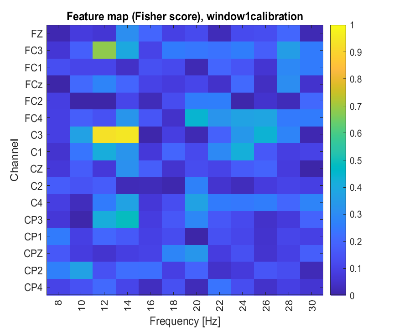 Feature map (Fisher score), window1calibration
FZ
FC3
FC1
FCz
FC2
FC4
C3
C1
CZ
C2
C4
CP3
CP1
CPZ
CP2
CP4
Channel
8 10 12 14 16 18 20 22 24 26 28 30
Frequency [Hz]
1
0.9
0.8
0.7
0.6
0.5
0.4
0.3
0.2
0.1
0